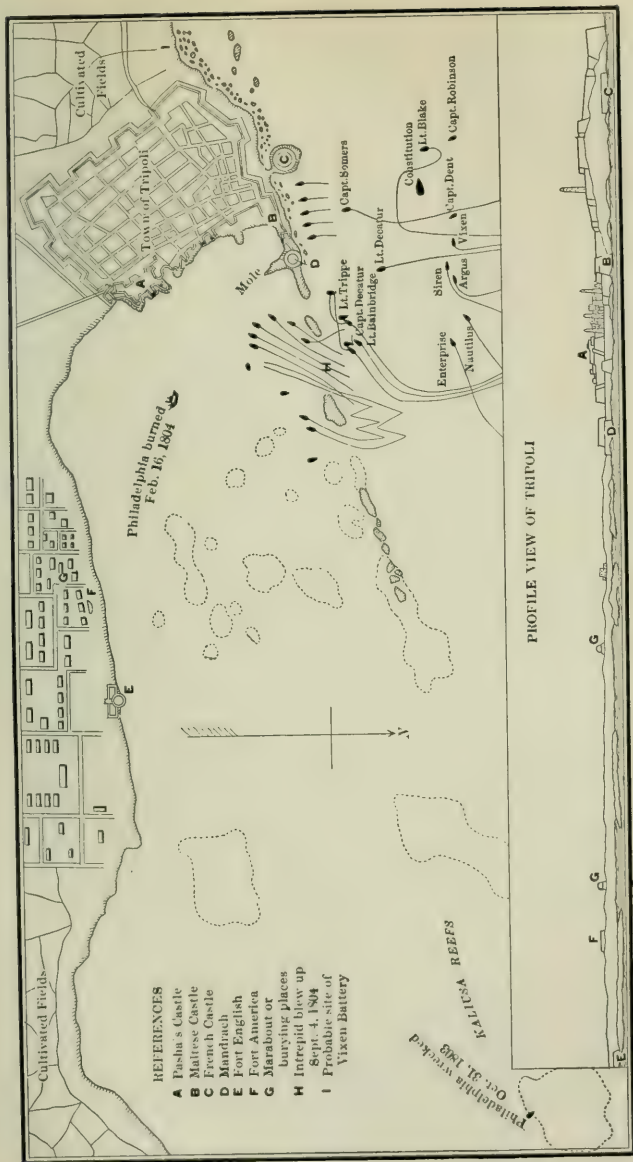 Cultivated
Fields
I
Town of Tripoli
A
B
C
Mole
D
Capt. Somers
Lt. Decatur
Constitution
Lt. Blake
Capt. Dent
Capt. Robinson
Vixen
Argus
Siren
Lt. Trippe
Capt. Decatur
Lt. Bainbridge
Enterprise
Nautilus
H
Philadelphia burned
Feb. 16, 1804
G
F
E
N
Cultivated Fields
REFERENCES
A Pasha's Castle
B Maltese Castle
C French Castle
D Mandrach
E Fort English
F Fort America
G Marabout or
burying places
H Intrepid blew up
Sept. 4, 1804
I Probable site of
Vixen Battery
KALIUSA REEFS
Philadelphia wrecked
Oct. 31, 1803
PROFILE VIEW OF TRIPOLI
E
F
G
G
D
A
B
C